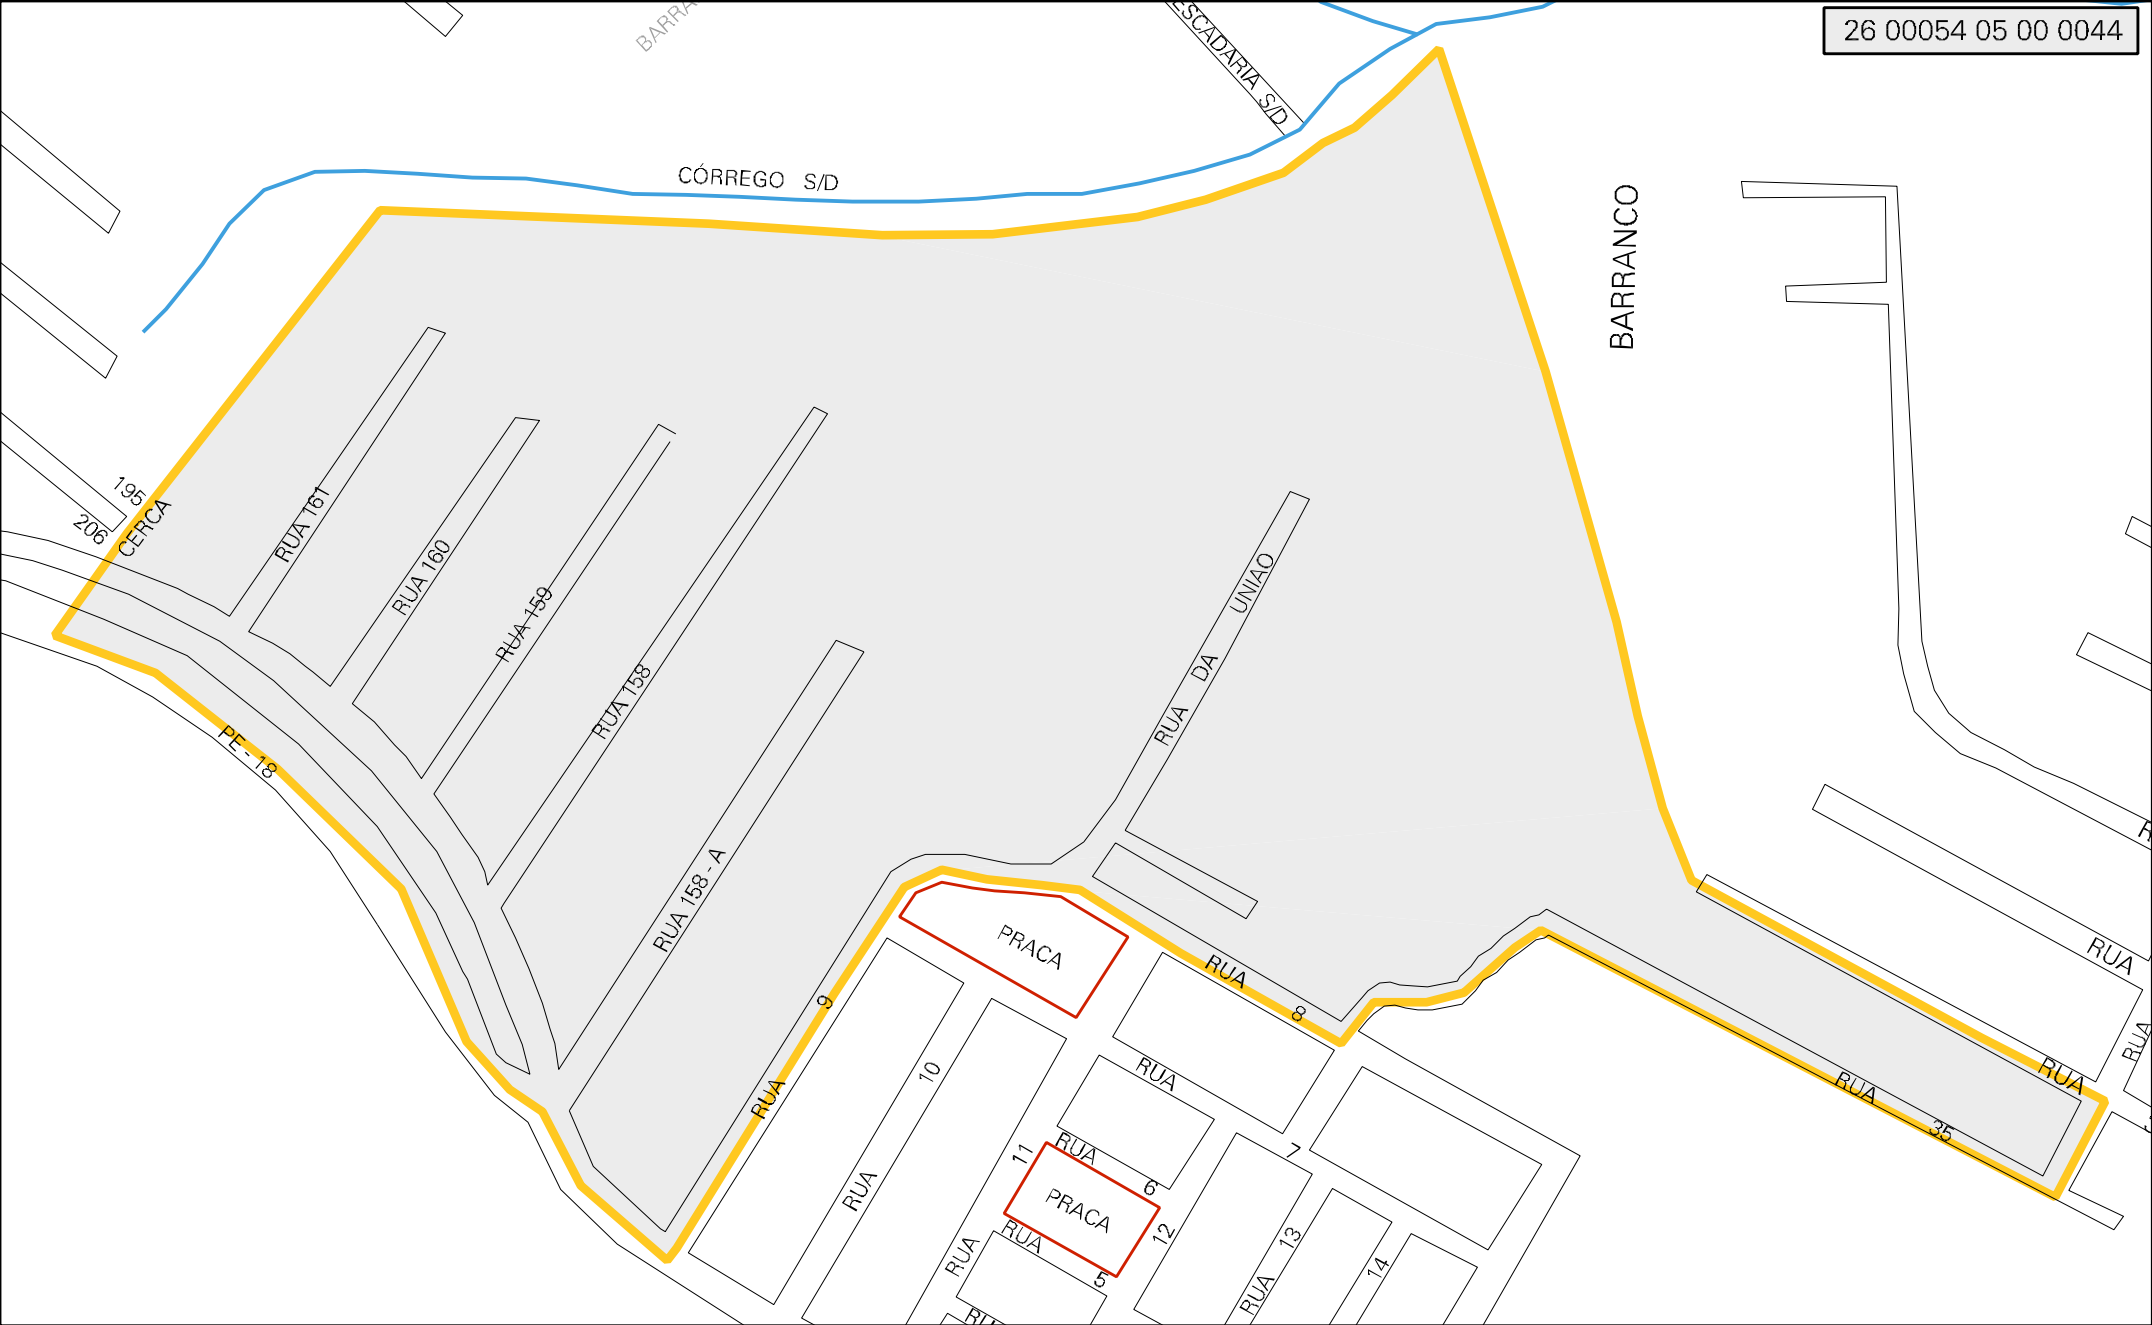 26 00054 05 00 0044
BARRA
ESCADARIA S/D
CÓRREGO S/D
BARRANCO
195
206
CERCA
RUA 161
RUA 160
RUA 159
RUA 158
RUA 158 - A
RUA DA UNIAO
PE - 18
PRACA
RUA 9
RUA 8
RUA 10
RUA 7
RUA 11
RUA 6
PRACA
RUA 5
RUA 12
RUA 13
14
RUA 35
RUA
RUA
RUA